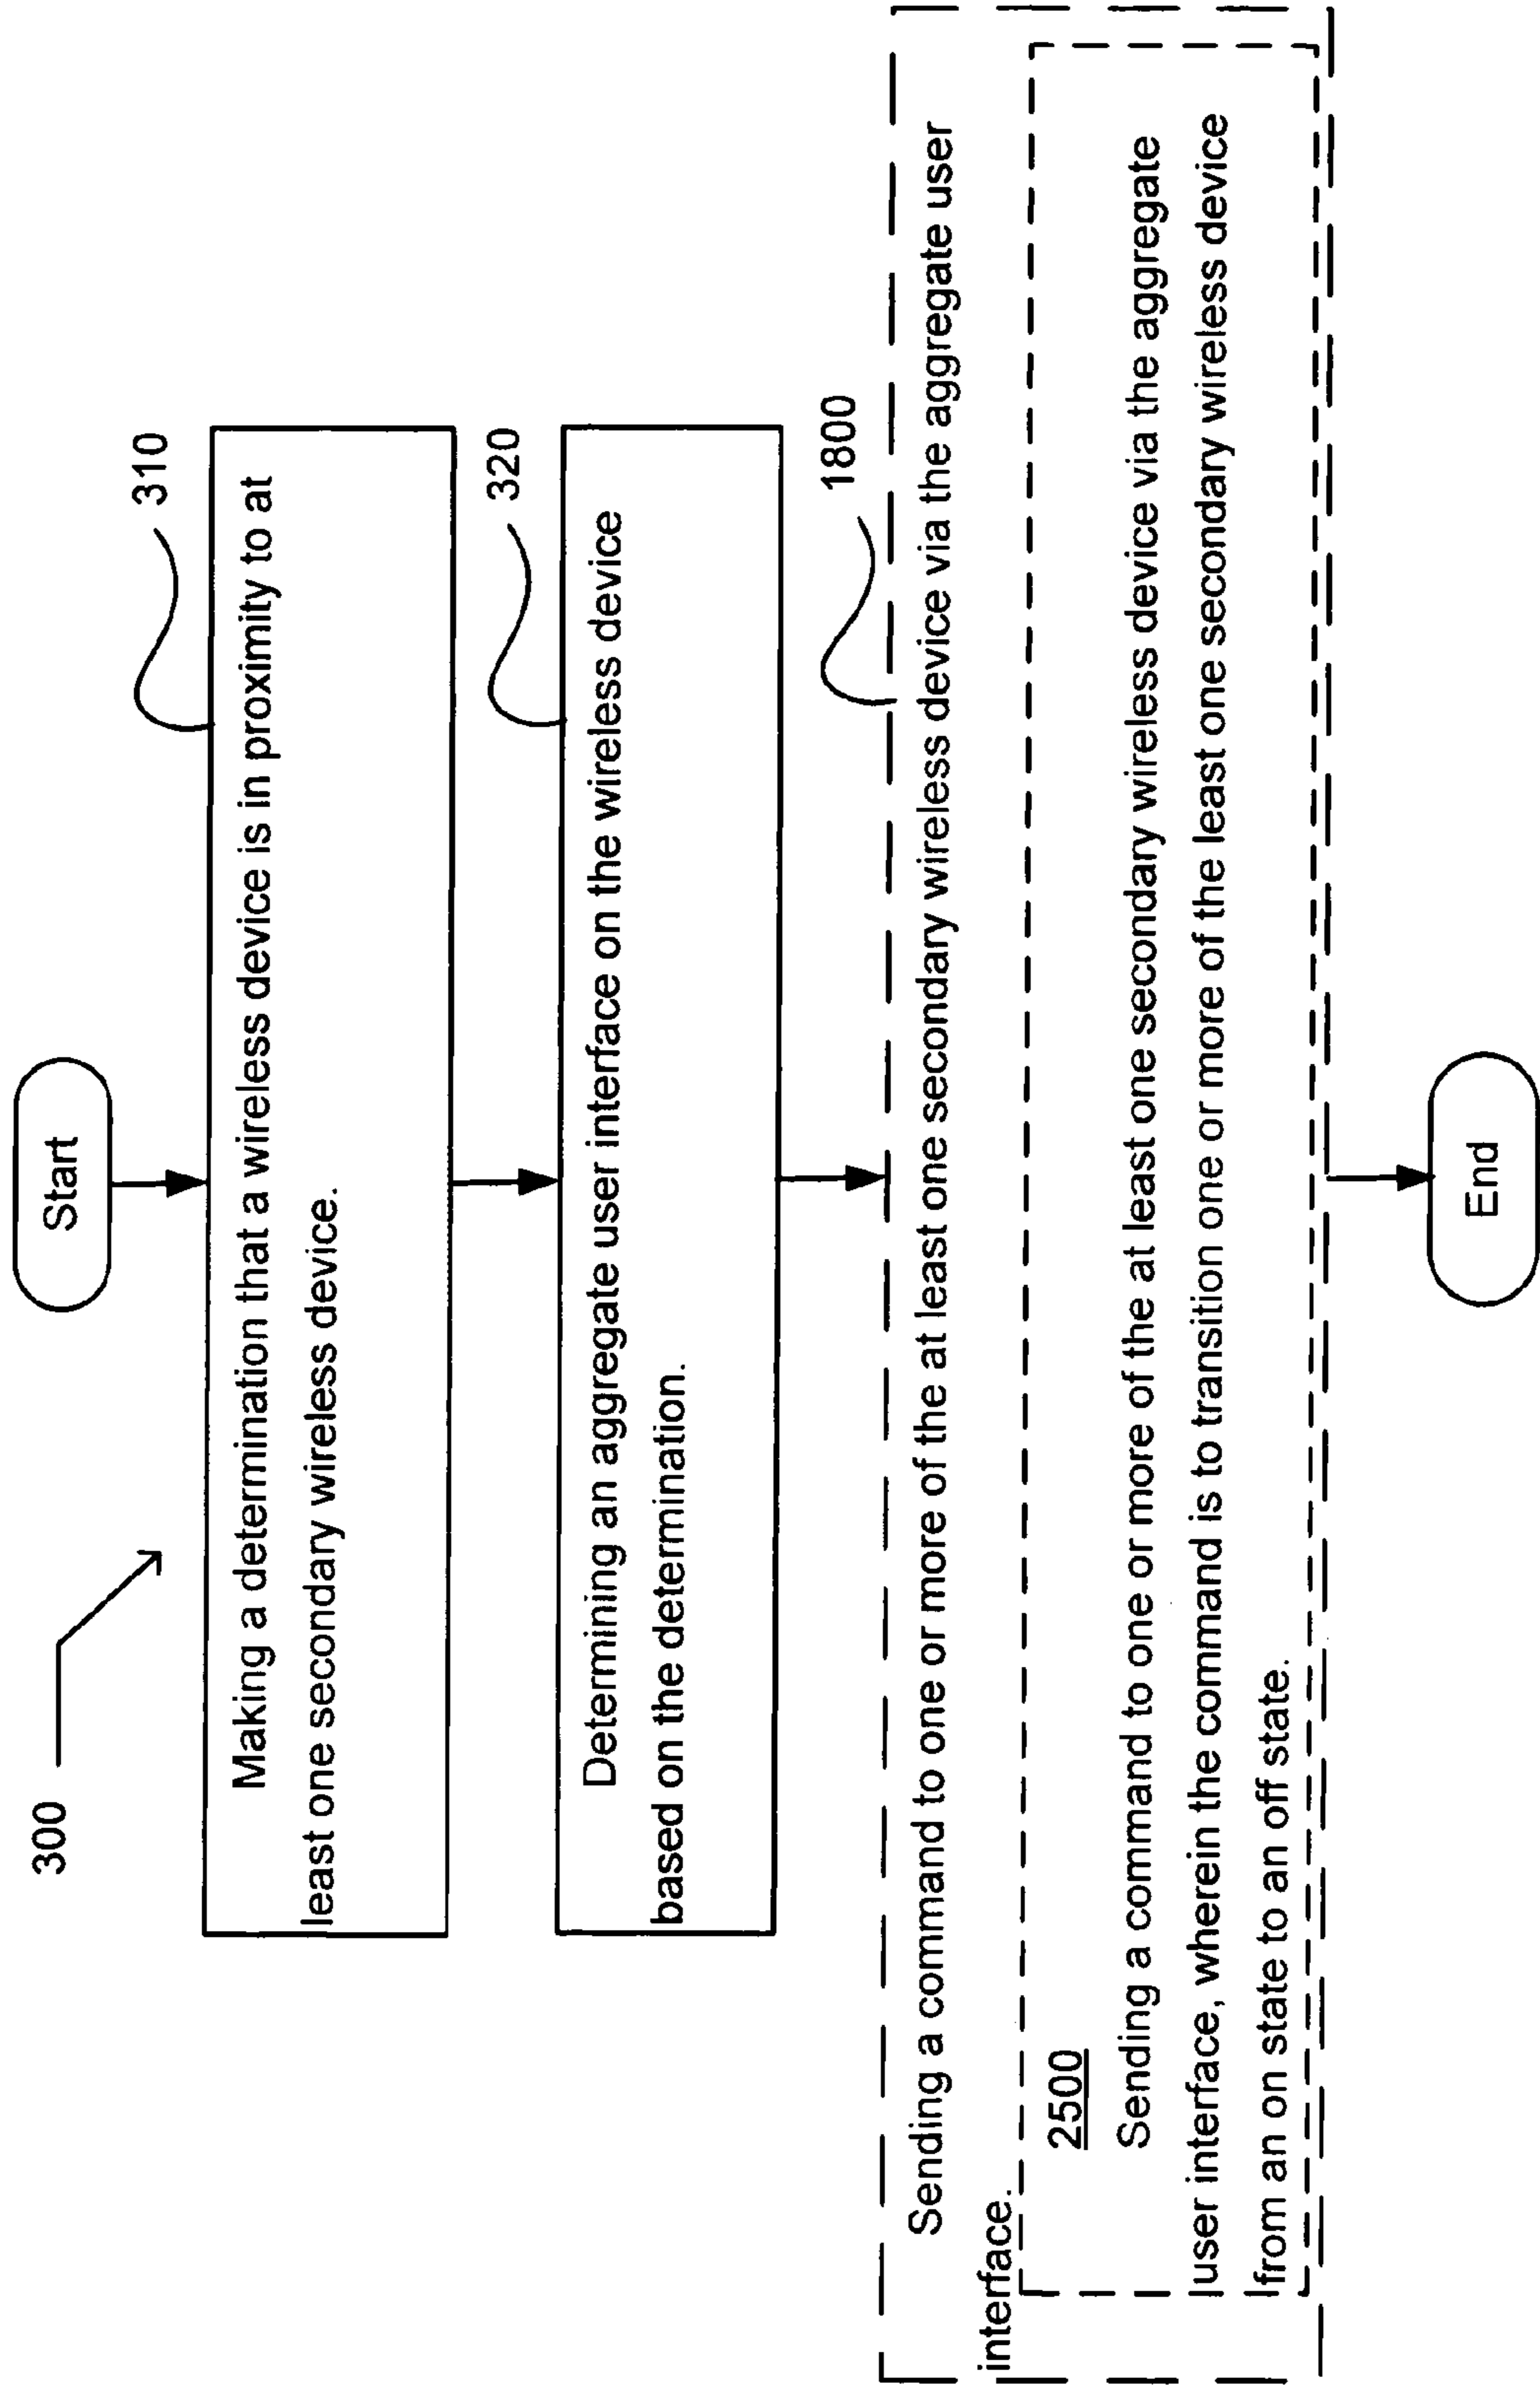 300
Start
310
Making a determination that a wireless device is in proximity to at
least one secondary wireless device.
320
Determining an aggregate user interface on the wireless device
based on the determination.
1800
Sending a command to one or more of the at least one secondary wireless device via the aggregate user
interface.
2500
Sending a command to one or more of the at least one secondary wireless device via the aggregate
user interface, wherein the command is to transition one or more of the least one secondary wireless device
from an on state to an off state.
End